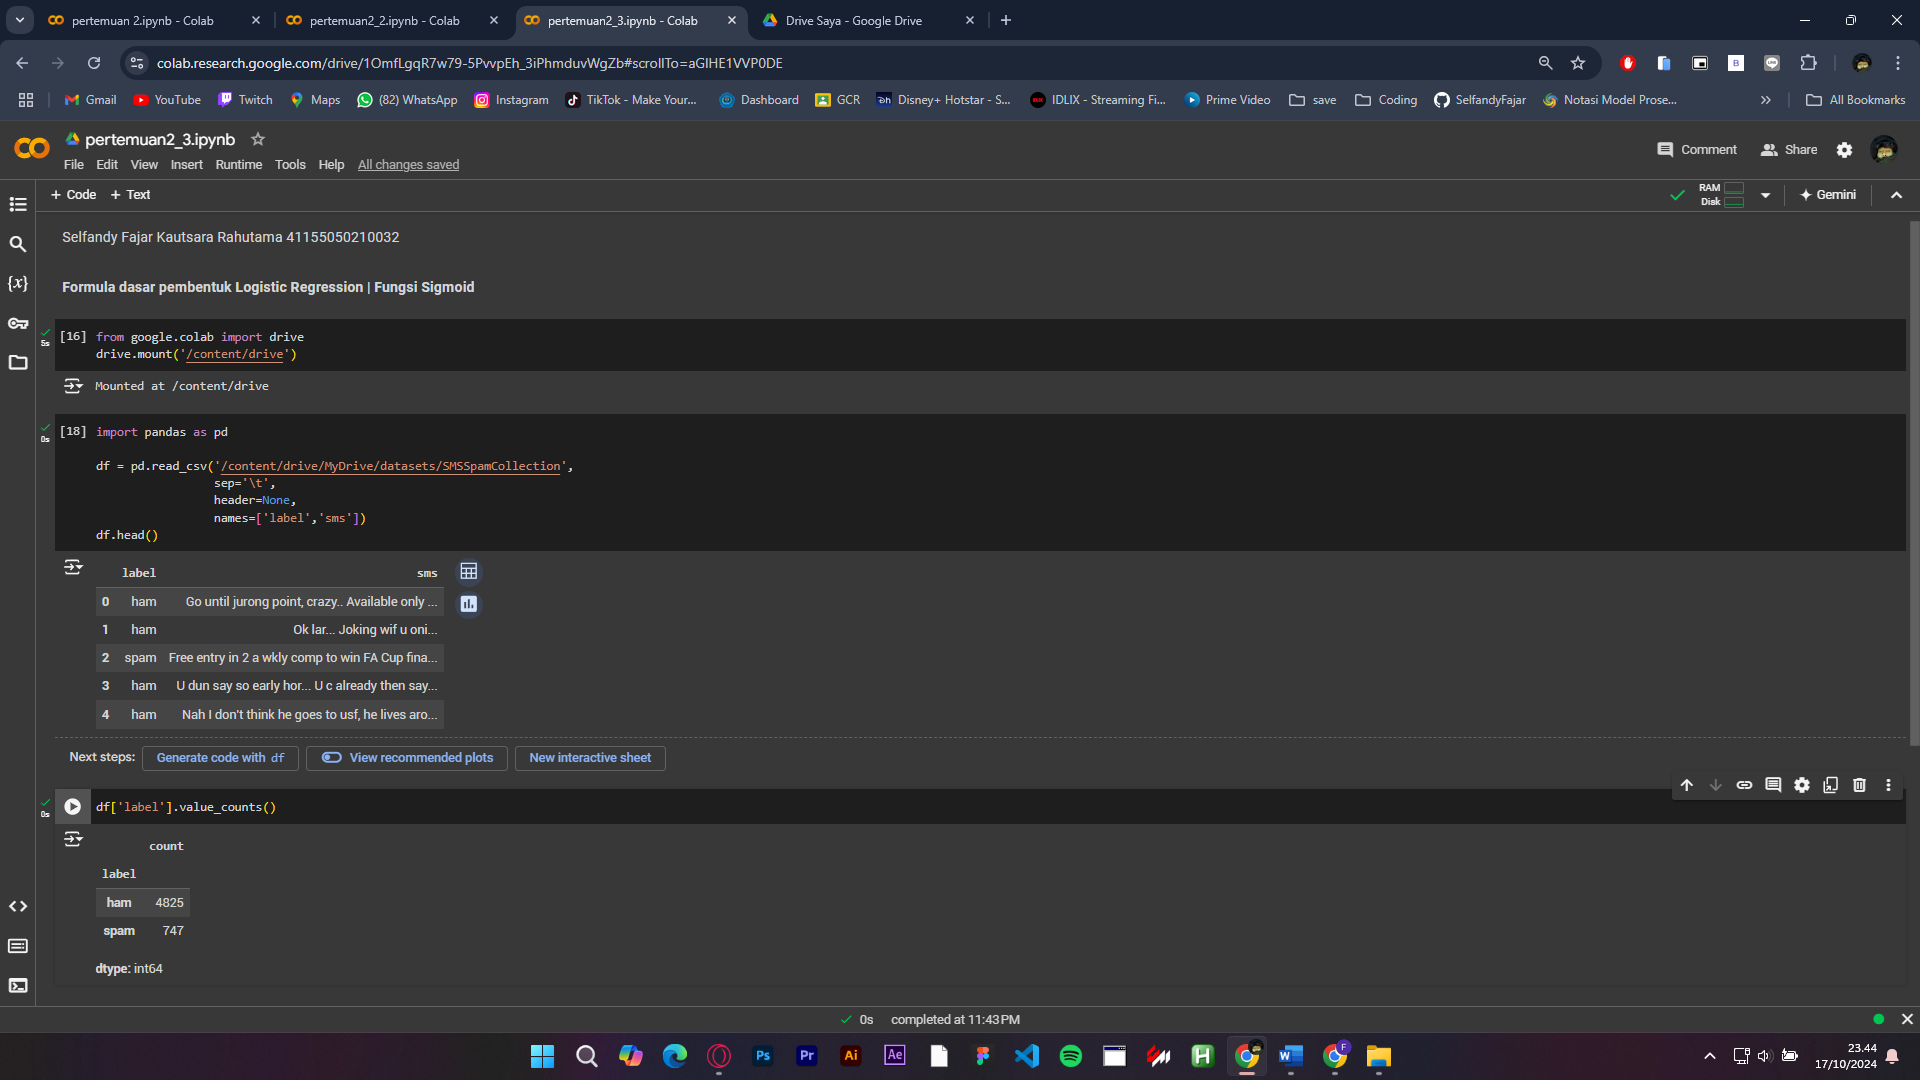 pertemuan 2.ipynb - Colab
pertemuan2_2.ipynb - Colab
pertemuan2_3.ipynb - Colab
Drive Saya - Google Drive
colab.research.google.com/drive/1OmfLgqR7w79-5PvvpEh_3iPhmduvWgZb#scrollTo=aGIHE1VVP0DE
Gmail
YouTube
Twitch
Maps
(82) WhatsApp
Instagram
TikTok - Make Your...
Dashboard
GCR
Disney+ Hotstar - S...
IDLIX - Streaming Fi...
Prime Video
save
Coding
SelfandyFajar
Notasi Model Prose...
All Bookmarks
pertemuan2_3.ipynb
File Edit View Insert Runtime Tools Help All changes saved
Comment
Share
+ Code + Text
RAM
Disk
Gemini
Selfandy Fajar Kautsara Rahutama 41155050210032
Formula dasar pembentuk Logistic Regression | Fungsi Sigmoid
5s
[16] from google.colab import drive
drive.mount('/content/drive')
Mounted at /content/drive
0s
[18] import pandas as pd
df = pd.read_csv('/content/drive/MyDrive/datasets/SMSSpamCollection',
sep='\t',
header=None,
names=['label','sms'])
df.head()
label sms
0 ham Go until jurong point, crazy.. Available only ...
1 ham Ok lar... Joking wif u oni...
2 spam Free entry in 2 a wkly comp to win FA Cup fina...
3 ham U dun say so early hor... U c already then say...
4 ham Nah I don't think he goes to usf, he lives aro...
Next steps: Generate code with df View recommended plots New interactive sheet
0s
df['label'].value_counts()
count
label
ham 4825
spam 747
dtype: int64
0s completed at 11:43 PM
Ps
Pr
Ai
Ae
H
W
F
23.44
17/10/2024